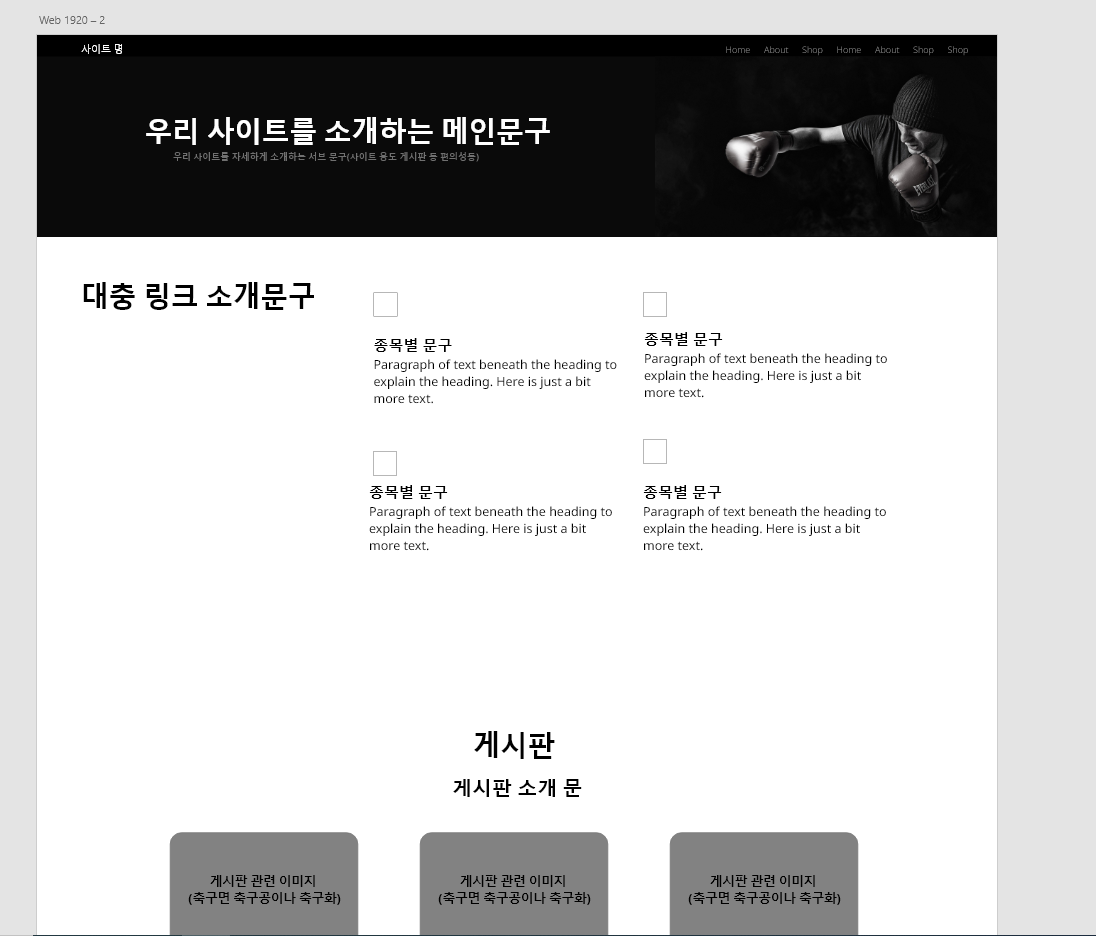 Web 1920 – 2
사이트 명
Home About Shop Home About Shop Shop
우리 사이트를 소개하는 메인문구
우리 사이트를 자세하게 소개하는 서브 문구(사이트 용도 게시판 등 편의성등)
EVERLAST
대충 링크 소개문구
종목별 문구
Paragraph of text beneath the heading to
explain the heading. Here is just a bit
more text.
종목별 문구
Paragraph of text beneath the heading to
explain the heading. Here is just a bit
more text.
종목별 문구
Paragraph of text beneath the heading to
explain the heading. Here is just a bit
more text.
종목별 문구
Paragraph of text beneath the heading to
explain the heading. Here is just a bit
more text.
게시판
게시판 소개 문
게시판 관련 이미지
(축구면 축구공이나 축구화)
게시판 관련 이미지
(축구면 축구공이나 축구화)
게시판 관련 이미지
(축구면 축구공이나 축구화)